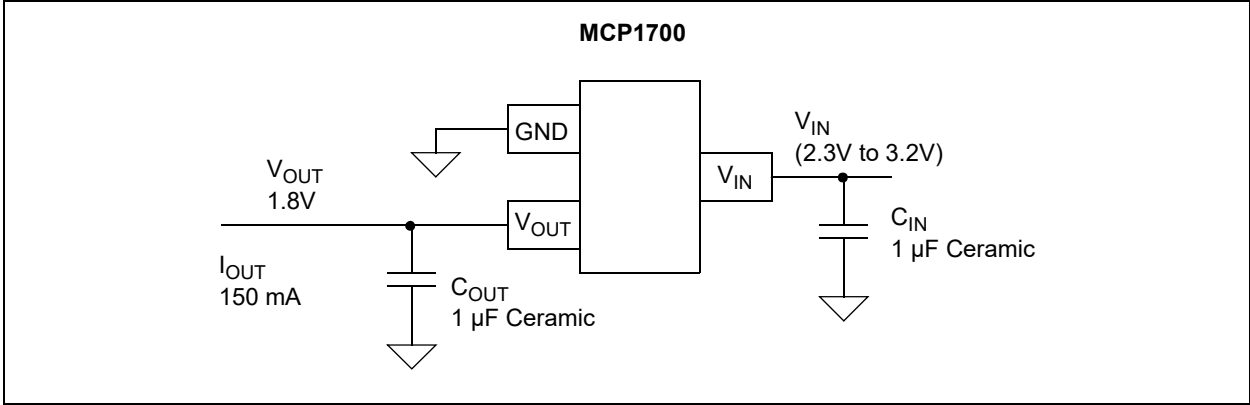 MCP1700
GND
V_IN
(2.3V to 3.2V)
V_OUT
1.8V
V_IN
V_OUT
C_IN
1 µF Ceramic
I_OUT
150 mA
C_OUT
1 µF Ceramic